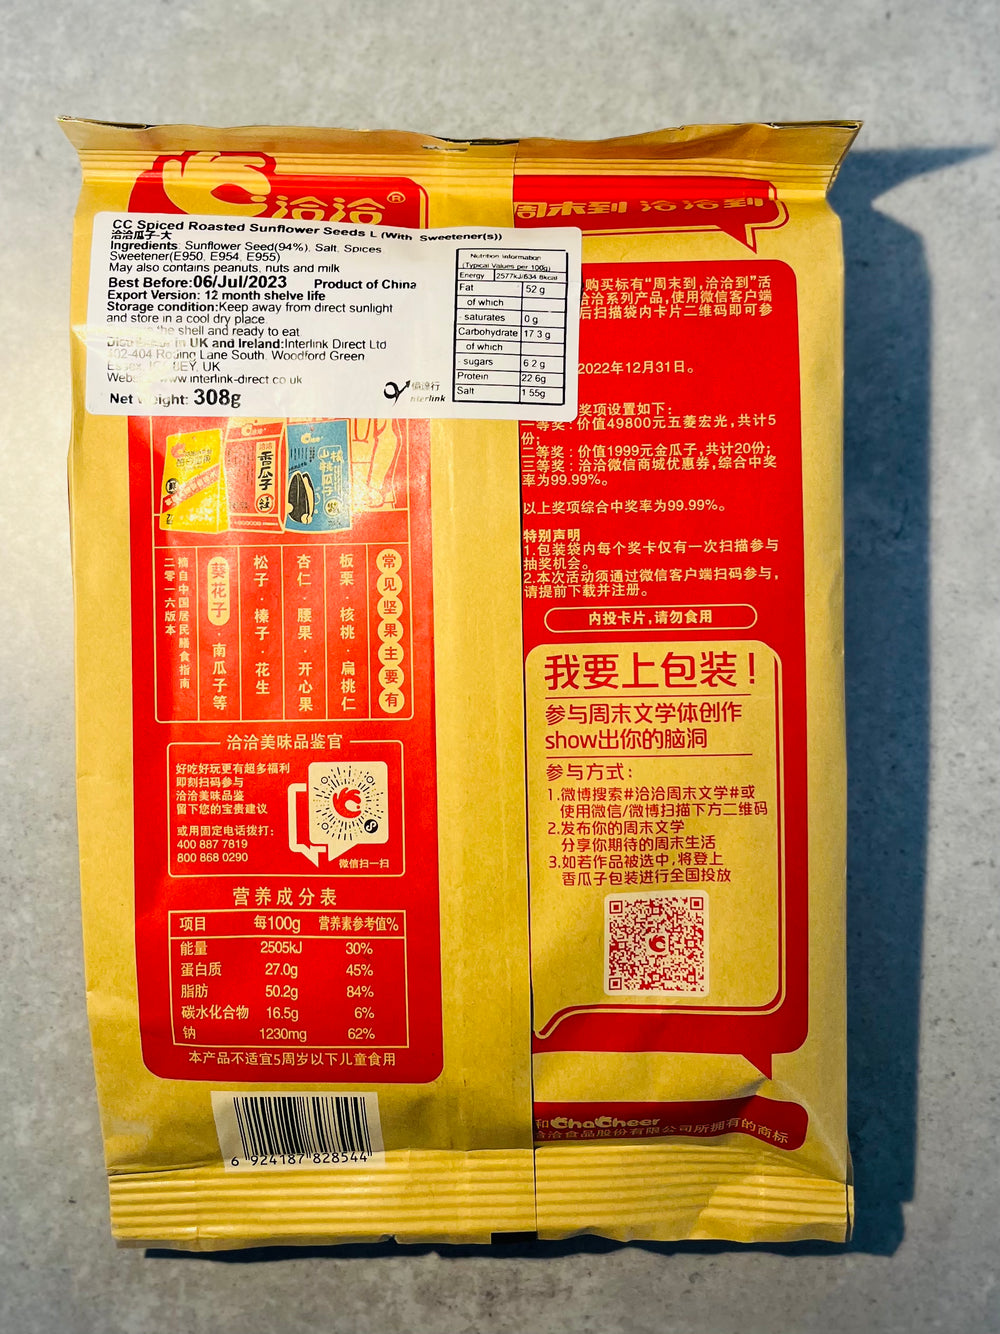 洽洽®
周末到 洽洽到
CC Spiced Roasted Sunflower Seeds L (With Sweetener(s))
洽洽瓜子-大
Ingredients: Sunflower Seed(94%), Salt, Spices
Sweetener(E950, E954, E955)
May also contains peanuts, nuts and milk
Best Before:06/Jul/2023 Product of China
Export Version: 12 month shelve life
Storage condition:Keep away from direct sunlight
and store in a cool dry place
the shell and ready to eat
in UK and Ireland:Interlink Direct Ltd
402-404 Roding Lane South, Woodford Green
UK
www.interlink-direct.co.uk
Net weight: 308g
nterlink
Nutrition information
(Typical Values per 100g)
Energy 2577kJ/634 8kcal
Fat 52 g
of which
- saturates 0 g
Carbohydrate 17 3 g
of which
- sugars 6 2 g
Protein 22 6g
Salt 1 55g
购买标有“周末到,洽洽到”活
洽洽系列产品,使用微信客户端
后扫描袋内卡片二维码即可参
2022年12月31日。
奖项设置如下:
一等奖:价值49800元五菱宏光,共计5
份;
二等奖:价值1999元金瓜子,共计20份;
三等奖:洽洽微信商城优惠券,综合中奖
率为99.99%。
以上奖项综合中奖率为99.99%。
特别声明
1.包装袋内每个奖卡仅有一次扫描参与
抽奖机会。
2.本次活动须通过微信客户端扫码参与,
请提前下载并注册。
内投卡片,请勿食用
我要上包装!
参与周末文学体创作
show出你的脑洞
参与方式:
1.微博搜索#洽洽周末文学#或
使用微信/微博扫描下方二维码
2.发布你的周末文学
分享你期待的周末生活
3.如若作品被选中,将登上
香瓜子包装进行全国投放
香瓜子
山核桃瓜子
常见坚果主要有
板栗·核桃·扁桃仁
杏仁·腰果·开心果
松子·榛子·花生
葵花子·南瓜子等
摘自中国居民膳食指南
二零一六版本
洽洽美味品鉴官
好吃好玩更有超多福利
即刻扫码参与
洽洽美味品鉴
留下您的宝贵建议
或用固定电话拨打:
400 887 7819
800 868 0290
微信扫一扫
营养成分表
项目 每100g 营养素参考值%
能量 2505kJ 30%
蛋白质 27.0g 45%
脂肪 50.2g 84%
碳水化合物 16.5g 6%
钠 1230mg 62%
本产品不适宜5周岁以下儿童食用
6 924187 828544
和ChaCheer
洽洽食品股份有限公司所拥有的商标